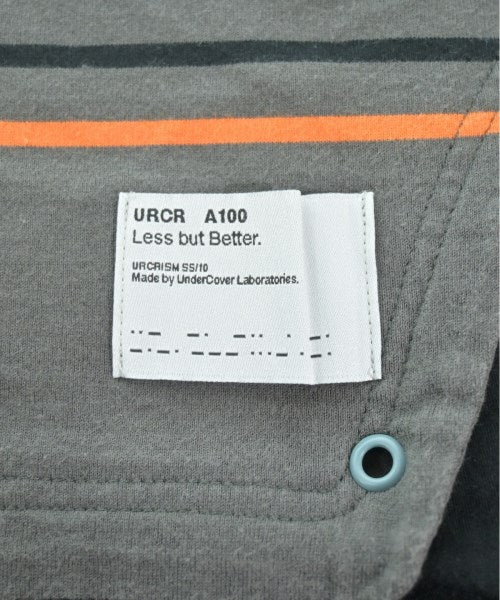 URCR A100
Less but Better.
URCRISM SS/10
Made by UnderCover Laboratories.